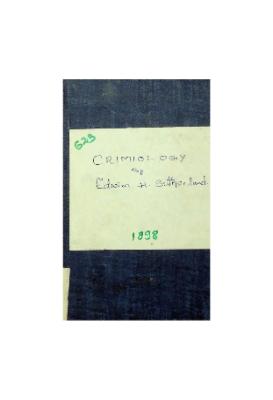 623
CRIMIOLOGY
by
Edwin H. Sutherland
1898